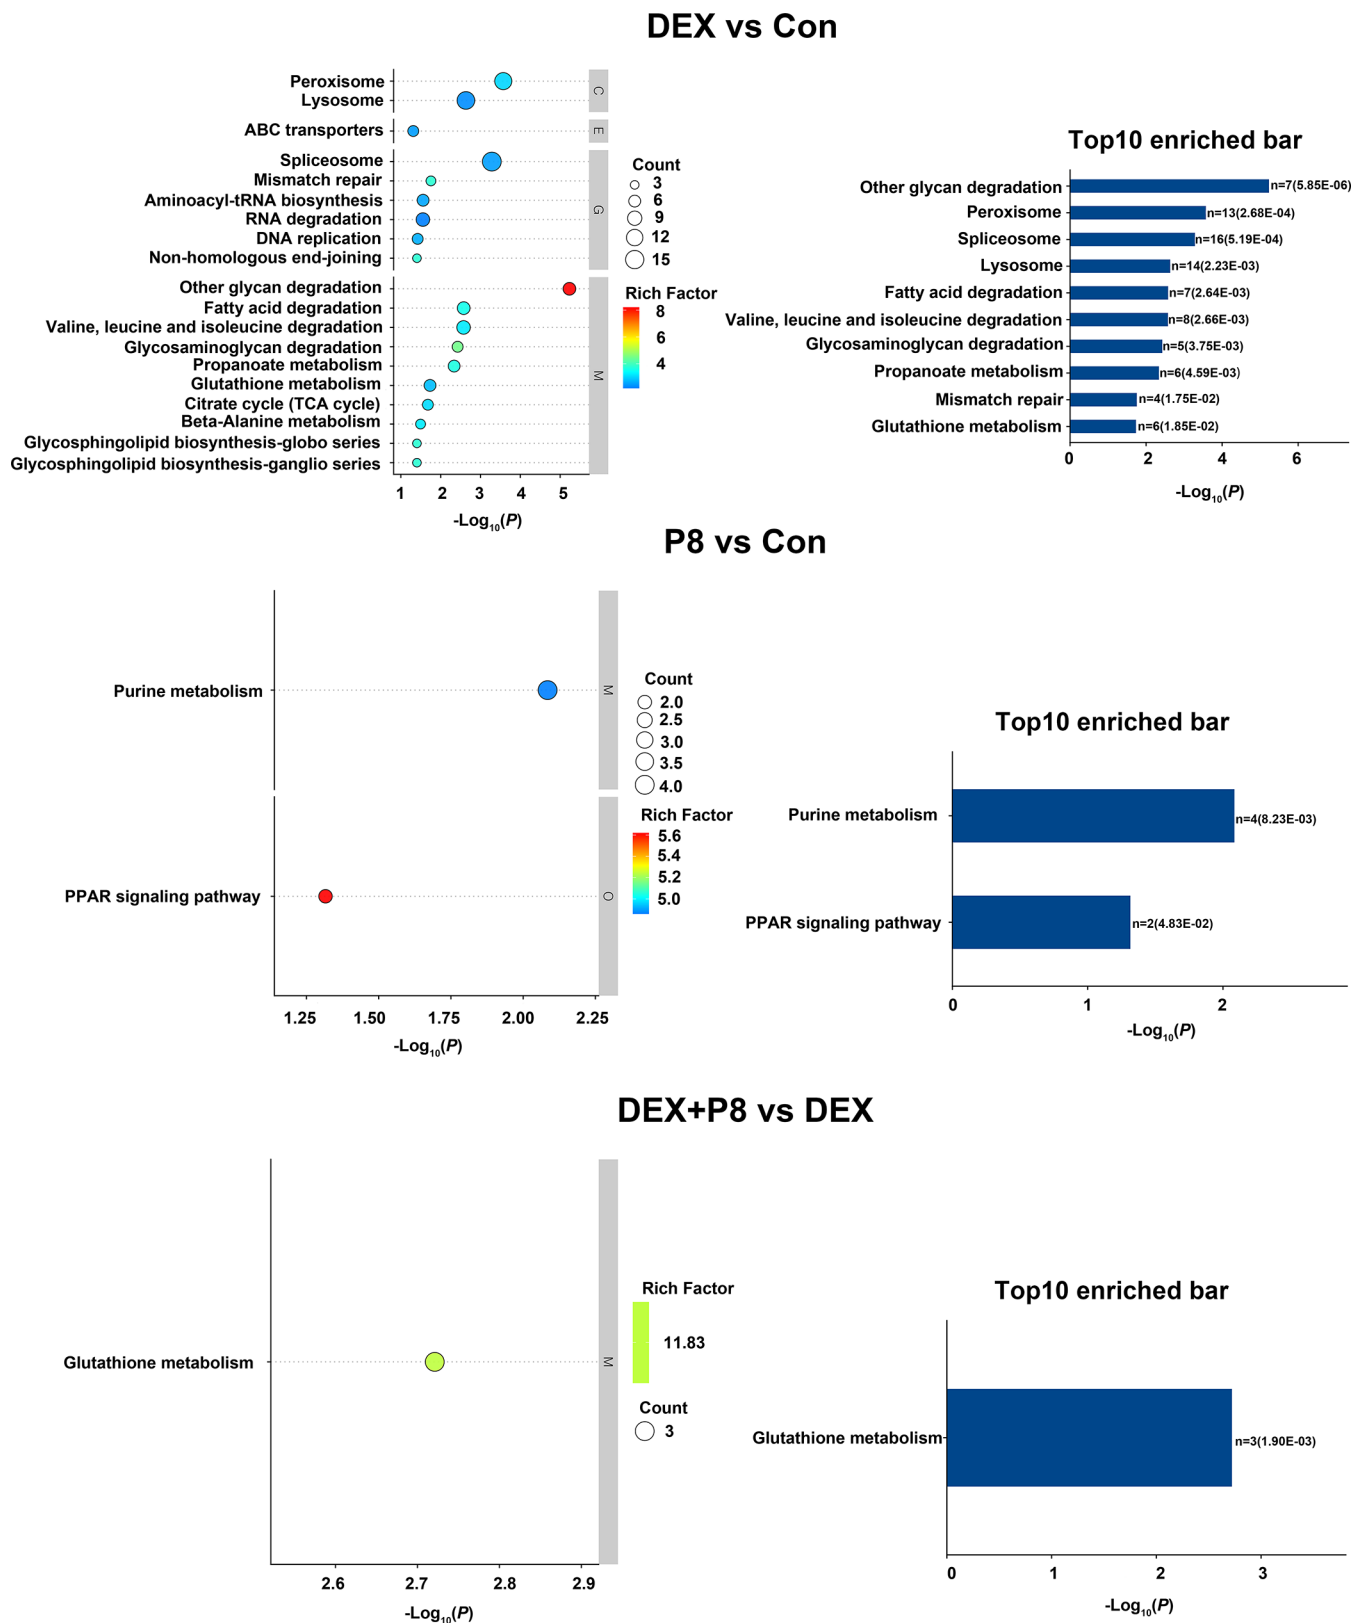 DEX vs Con
Peroxisome
Lysosome
C
ABC transporters
E
Spliceosome
Mismatch repair
Aminoacyl-tRNA biosynthesis
RNA degradation
DNA replication
Non-homologous end-joining
G
Other glycan degradation
Fatty acid degradation
Valine, leucine and isoleucine degradation
Glycosaminoglycan degradation
Propanoate metabolism
Glutathione metabolism
Citrate cycle (TCA cycle)
Beta-Alanine metabolism
Glycosphingolipid biosynthesis-globo series
Glycosphingolipid biosynthesis-ganglio series
M
1 2 3 4 5
-Log10(P)
Count
3
6
9
12
15
Rich Factor
8
6
4
Top10 enriched bar
Other glycan degradation n=7(5.85E-06)
Peroxisome n=13(2.68E-04)
Spliceosome n=16(5.19E-04)
Lysosome n=14(2.23E-03)
Fatty acid degradation n=7(2.64E-03)
Valine, leucine and isoleucine degradation n=8(2.66E-03)
Glycosaminoglycan degradation n=5(3.75E-03)
Propanoate metabolism n=6(4.59E-03)
Mismatch repair n=4(1.75E-02)
Glutathione metabolism n=6(1.85E-02)
0 2 4 6
-Log10(P)
P8 vs Con
Purine metabolism
M
PPAR signaling pathway
O
1.25 1.50 1.75 2.00 2.25
-Log10(P)
Count
2.0
2.5
3.0
3.5
4.0
Rich Factor
5.6
5.4
5.2
5.0
Top10 enriched bar
Purine metabolism n=4(8.23E-03)
PPAR signaling pathway n=2(4.83E-02)
0 1 2
-Log10(P)
DEX+P8 vs DEX
Glutathione metabolism
M
2.6 2.7 2.8 2.9
-Log10(P)
Rich Factor
11.83
Count
3
Top10 enriched bar
Glutathione metabolism n=3(1.90E-03)
0 1 2 3
-Log10(P)